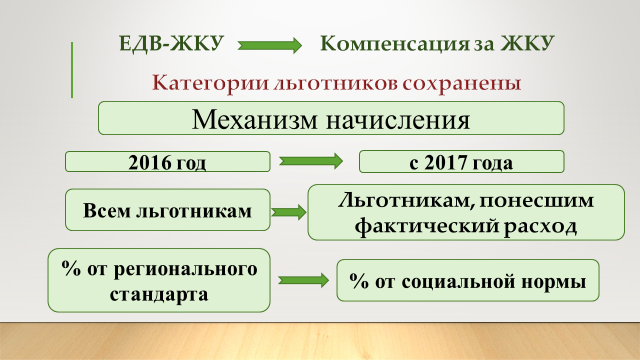 ЕДВ-ЖКУ Компенсация за ЖКУ
Категории льготников сохранены
Механизм начисления
2016 год с 2017 года
Всем льготникам
Льготникам, понесшим
фактический расход
% от регионального
стандарта
% от социальной нормы